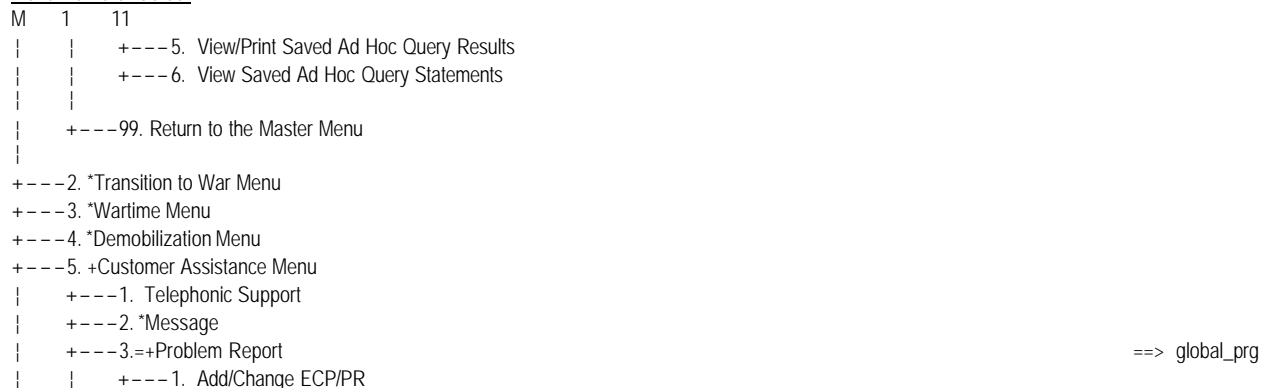 M 1 11
¦ ¦ +---5. View/Print Saved Ad Hoc Query Results
¦ ¦ +---6. View Saved Ad Hoc Query Statements
¦ ¦
¦ +---99. Return to the Master Menu
¦
+---2. *Transition to War Menu
+---3. *Wartime Menu
+---4. *Demobilization Menu
+---5. +Customer Assistance Menu
¦ +---1. Telephonic Support
¦ +---2. *Message
¦ +---3.=+Problem Report ==> global_prg
¦ ¦ +---1. Add/Change ECP/PR